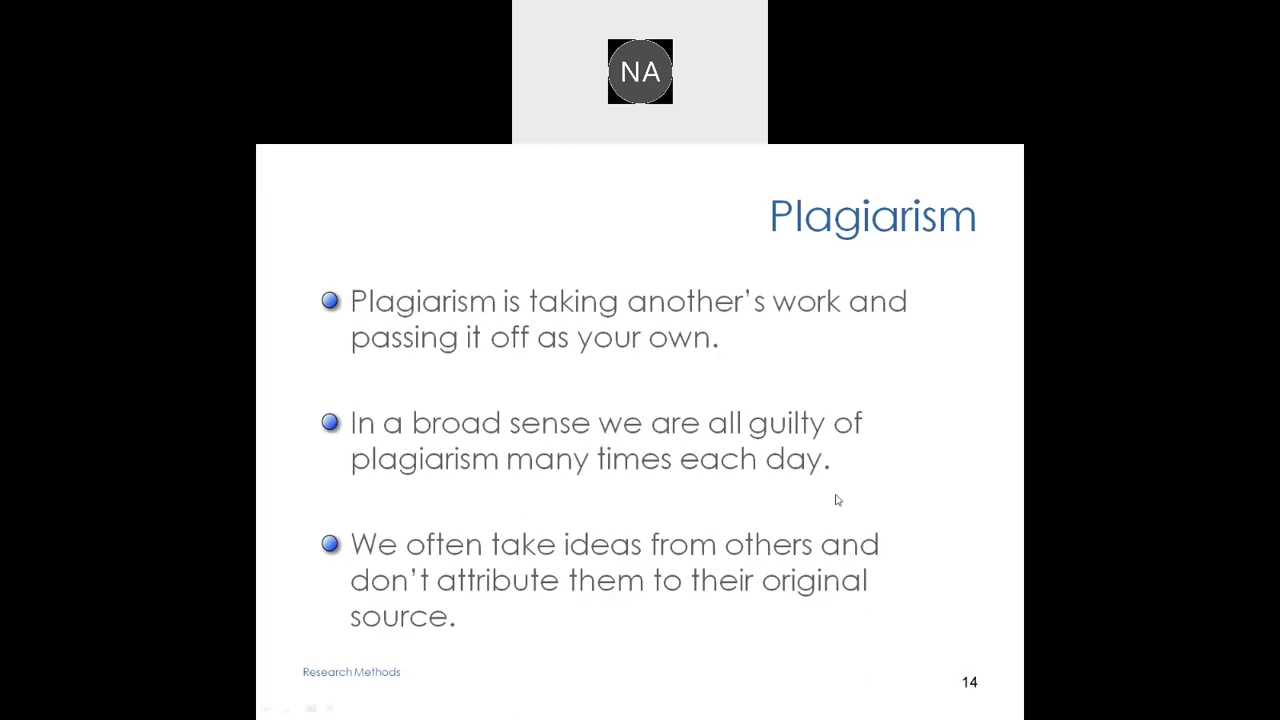 NA
Plagiarism
Plagiarism is taking another’s work and
passing it off as your own.
In a broad sense we are all guilty of
plagiarism many times each day.
We often take ideas from others and
don’t attribute them to their original
source.
Research Methods
14